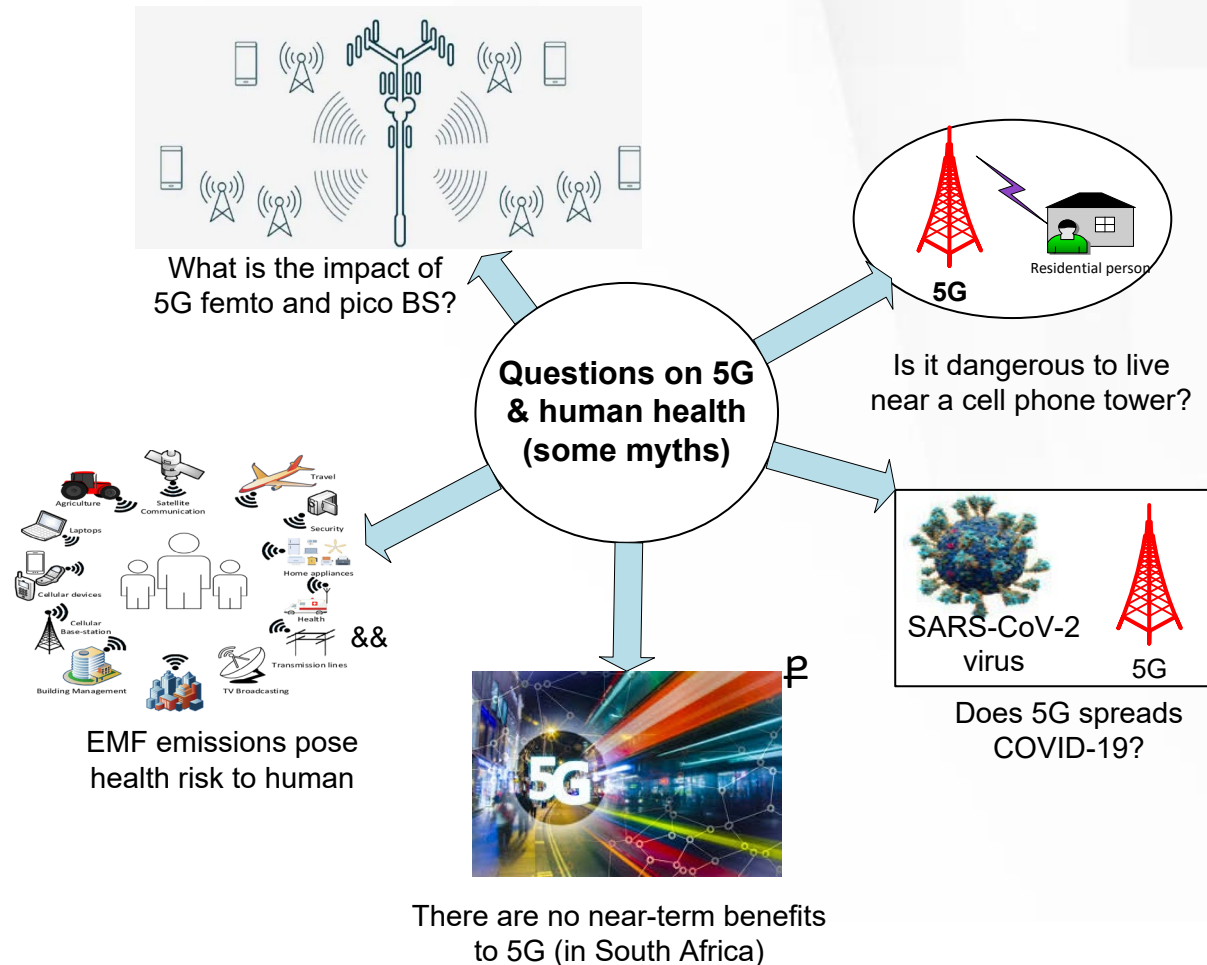 What is the impact of
5G femto and pico BS?
5G
Residential person
Is it dangerous to live
near a cell phone tower?
Questions on 5G
& human health
(some myths)
Travel
Agriculture
Satellite
Communication
Security
Laptops
Home appliances
Cellular devices
Health
Cellular
Base-station
&&
Transmission lines
Building Management
TV Broadcasting
EMF emissions pose
health risk to human
SARS-CoV-2
virus
5G
Does 5G spreads
COVID-19?
5G
There are no near-term benefits
to 5G (in South Africa)